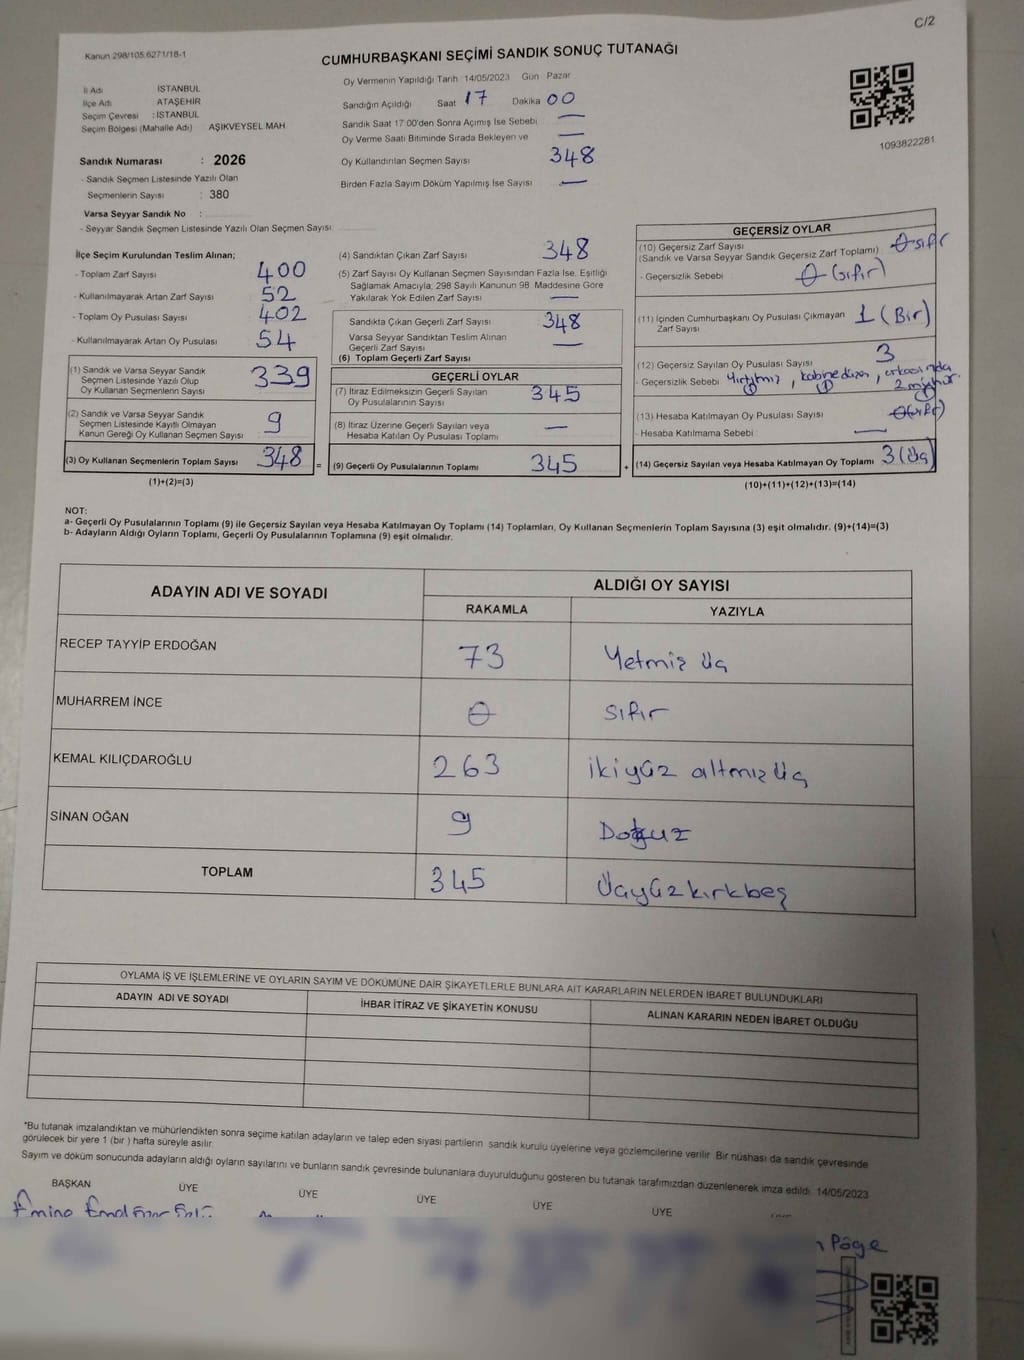 C/2
Kanun 298/105.6271/18-1
CUMHURBAŞKANI SEÇİMİ SANDIK SONUÇ TUTANAĞI
İl Adı İSTANBUL
İlçe Adı ATAŞEHİR
Seçim Çevresi : İSTANBUL
Seçim Bölgesi (Mahalle Adı) AŞIKVEYSEL MAH
Sandık Numarası : 2026
- Sandık Seçmen Listesinde Yazılı Olan
Seçmenlerin Sayısı : 380
Varsa Seyyar Sandık No :
- Seyyar Sandık Seçmen Listesinde Yazılı Olan Seçmen Sayısı
Oy Vermenin Yapıldığı Tarih 14/05/2023 Gün Pazar
Sandığın Açıldığı Saat 17 Dakika 00
Sandık Saat 17:00'den Sonra Açımış İse Sebebi —
Oy Verme Saati Bitiminde Sırada Bekleyen ve —
Oy Kullandırılan Seçmen Sayısı 348
Birden Fazla Sayım Döküm Yapılmış İse Sayısı —
1093822281
İlçe Seçim Kurulundan Teslim Alınan;
- Toplam Zarf Sayısı 400
- Kullanılmayarak Artan Zarf Sayısı 52
- Toplam Oy Pusulası Sayısı 402
- Kullanılmayarak Artan Oy Pusulası 54
(1) Sandık ve Varsa Seyyar Sandık
Seçmen Listesinde Yazılı Olup
Oy Kullanan Seçmenlerin Sayısı 339
(2) Sandık ve Varsa Seyyar Sandık
Seçmen Listesinde Kayıtlı Olmayan
Kanun Gereği Oy Kullanan Seçmen Sayısı 9
(3) Oy Kullanan Seçmenlerin Toplam Sayısı 348 =
(1)+(2)=(3)
(4) Sandıktan Çıkan Zarf Sayısı 348
(5) Zarf Sayısı Oy Kullanan Seçmen Sayısından Fazla İse, Eşitliği
Sağlamak Amacıyla; 298 Sayılı Kanunun 98. Maddesine Göre
Yakılarak Yok Edilen Zarf Sayısı —
Sandıkta Çıkan Geçerli Zarf Sayısı 348
Varsa Seyyar Sandıktan Teslim Alınan
Geçerli Zarf Sayısı —
(6) Toplam Geçerli Zarf Sayısı
GEÇERLİ OYLAR
(7) İtiraz Edilmeksizin Geçerli Sayılan
Oy Pusulalarının Sayısı 345
(8) İtiraz Üzerine Geçerli Sayılan veya
Hesaba Katılan Oy Pusulası Toplamı —
(9) Geçerli Oy Pusulalarının Toplamı 345 +
GEÇERSİZ OYLAR
(10) Geçersiz Zarf Sayısı
(Sandık ve Varsa Seyyar Sandık Geçersiz Zarf Toplamı) 0 sıfır
- Geçersizlik Sebebi 0 (sıfır)
(11) İçinden Cumhurbaşkanı Oy Pusulası Çıkmayan
Zarf Sayısı 1 (Bir)
(12) Geçersiz Sayılan Oy Pusulası Sayısı 3
- Geçersizlik Sebebi Yırtılmış, kabine düzen, arkasında
1 1 2 mühür. 1
(13) Hesaba Katılmayan Oy Pusulası Sayısı 0 (sıfır)
- Hesaba Katılmama Sebebi —
(14) Geçersiz Sayılan veya Hesaba Katılmayan Oy Toplamı 3 (Üç)
(10)+(11)+(12)+(13)=(14)
NOT:
a- Geçerli Oy Pusulalarının Toplamı (9) ile Geçersiz Sayılan veya Hesaba Katılmayan Oy Toplamı (14) Toplamları, Oy Kullanan Seçmenlerin Toplam Sayısına (3) eşit olmalıdır. (9)+(14)=(3)
b- Adayların Aldığı Oyların Toplamı, Geçerli Oy Pusulalarının Toplamına (9) eşit olmalıdır.
ADAYIN ADI VE SOYADI ALDIĞI OY SAYISI
RAKAMLA YAZIYLA
RECEP TAYYİP ERDOĞAN 73 Yetmiş üç
MUHARREM İNCE 0 sıfır
KEMAL KILIÇDAROĞLU 263 ikiyüz altmış üç
SİNAN OĞAN 9 Dokuz
TOPLAM 345 üçyüz kırkbeş
OYLAMA İŞ VE İŞLEMLERİNE VE OYLARIN SAYIM VE DÖKÜMÜNE DAİR ŞİKAYETLERLE BUNLARA AİT KARARLARIN NELERDEN İBARET BULUNDUKLARI
ADAYIN ADI VE SOYADI İHBAR İTİRAZ VE ŞİKAYETİN KONUSU ALINAN KARARIN NEDEN İBARET OLDUĞU
*Bu tutanak imzalandıktan ve mühürlendikten sonra seçime katılan adayların ve talep eden siyasi partilerin sandık kurulu üyelerine veya gözlemcilerine verilir. Bir nüshası da sandık çevresinde
görülecek bir yere 1 (bir) hafta süreyle asılır.
Sayım ve döküm sonucunda adayların aldığı oyların sayılarını ve bunların sandık çevresinde bulunanlara duyurulduğunu gösteren bu tutanak tarafımızdan düzenlenerek imza edildi. 14/05/2023
BAŞKAN ÜYE ÜYE ÜYE ÜYE ÜYE